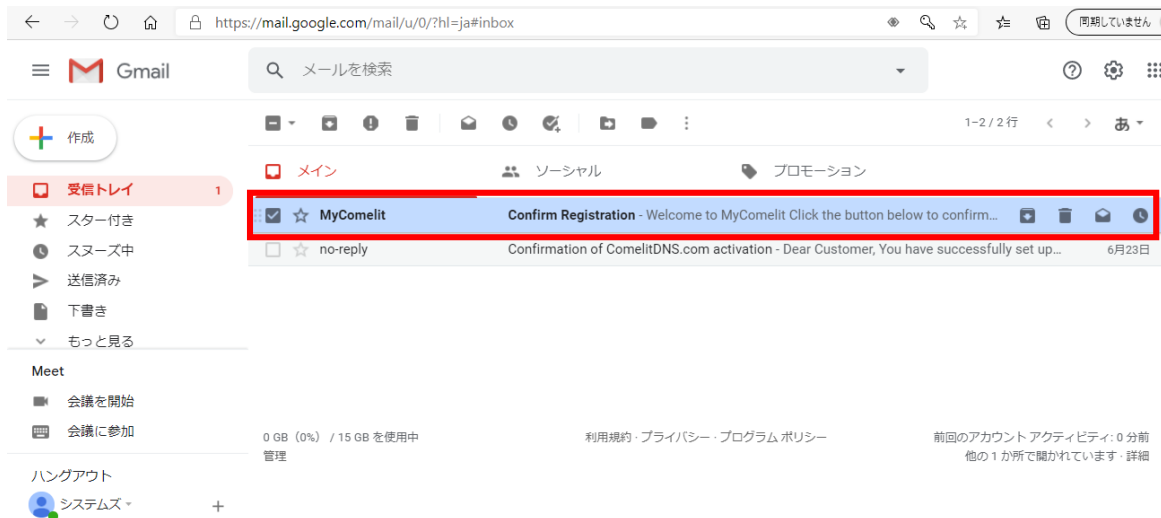 https://mail.google.com/mail/u/0/?hl=ja#inbox
同期していません
Gmail
メールを検索
作成
1-2 / 2 行
あ
メイン
ソーシャル
プロモーション
受信トレイ 1
スター付き
スヌーズ中
送信済み
下書き
もっと見る
MyComelit Confirm Registration - Welcome to MyComelit Click the button below to confirm...
no-reply Confirmation of ComelitDNS.com activation - Dear Customer, You have successfully set up... 6月23日
Meet
会議を開始
会議に参加
ハングアウト
システムズ
0 GB（0%）/ 15 GB を使用中
管理
利用規約 · プライバシー · プログラム ポリシー
前回のアカウント アクティビティ: 0 分前
他の 1 か所で開かれています · 詳細